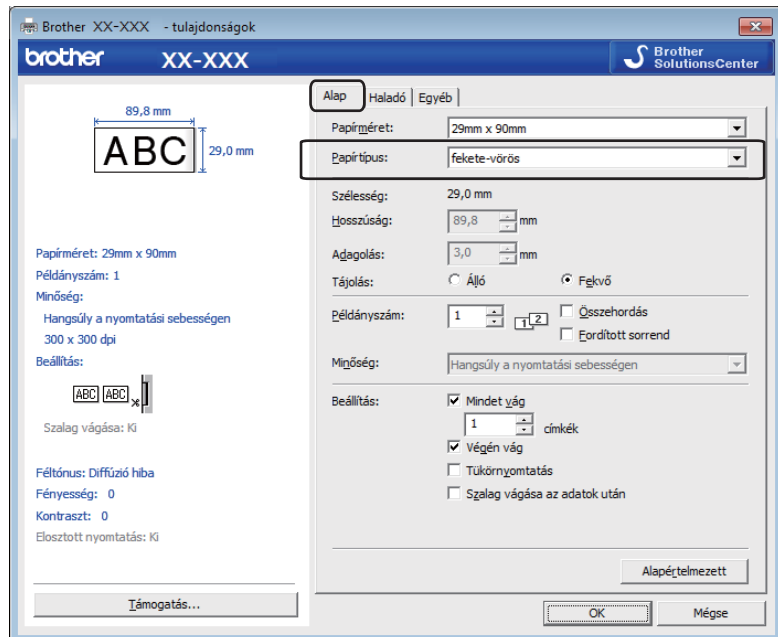 Brother XX-XXX - tulajdonságok
brother XX-XXX
Brother
SolutionsCenter
89,8 mm
ABC
29,0 mm
Papírméret: 29mm x 90mm
Példányszám: 1
Minőség:
Hangsúly a nyomtatási sebességen
300 x 300 dpi
Beállítás:
ABC ABC
Szalag vágása: Ki
Féltónus: Diffúzió hiba
Fényesség: 0
Kontraszt: 0
Elosztott nyomtatás: Ki
Támogatás...
Alap Haladó Egyéb
Papírméret: 29mm x 90mm
Papírtípus: fekete-vörös
Szélesség: 29,0 mm
Hosszúság: 89,8 mm
Adagolás: 3,0 mm
Tájolás: Álló Fekvő
Példányszám: 1 1 2 Összehordás
Fordított sorrend
Minőség: Hangsúly a nyomtatási sebességen
Beállítás: Mindet vág
1 címkék
Végén vág
Tükörnyomtatás
Szalag vágása az adatok után
Alapértelmezett
OK Mégse